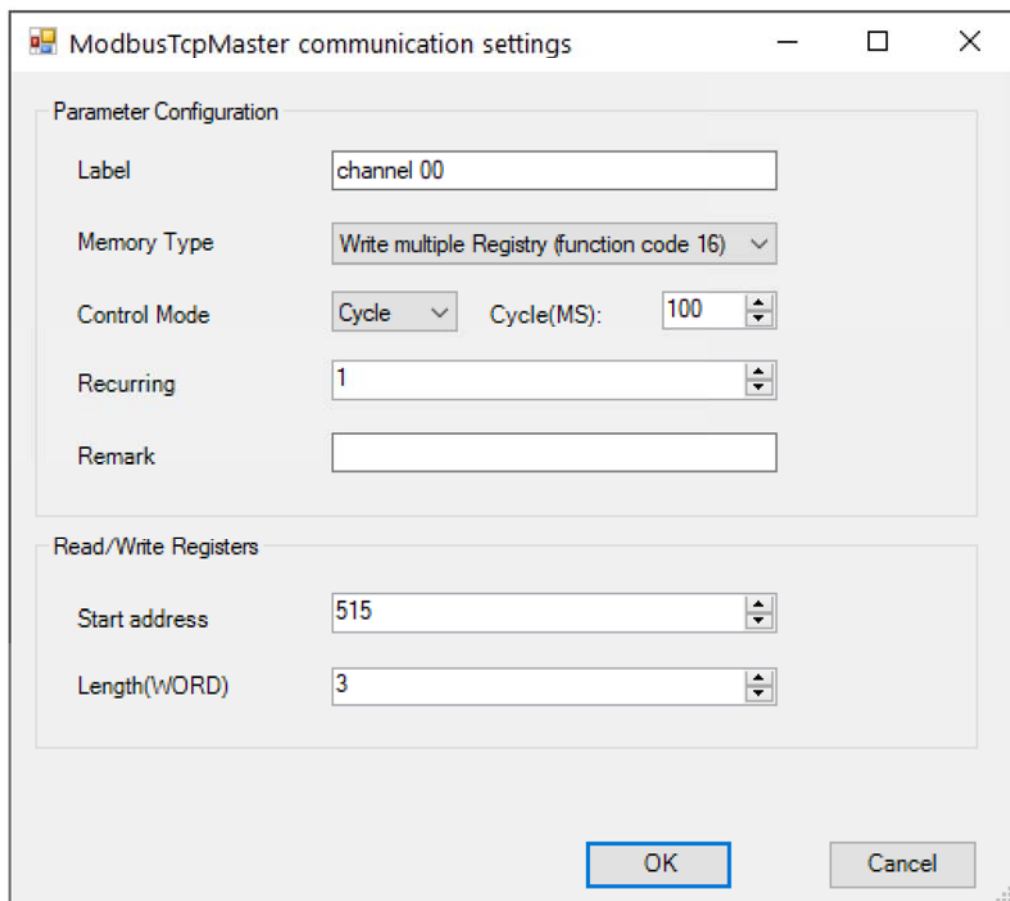 ModbusTcpMaster communication settings
Parameter Configuration
Label channel 00
Memory Type Write multiple Registry (function code 16)
Control Mode Cycle Cycle(MS): 100
Recurring 1
Remark
Read/Write Registers
Start address 515
Length(WORD) 3
OK Cancel